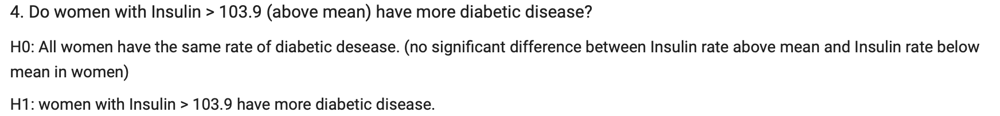 4. Do women with Insulin > 103.9 (above mean) have more diabetic disease?
H0: All women have the same rate of diabetic desease. (no significant difference between Insulin rate above mean and Insulin rate below
mean in women)
H1: women with Insulin > 103.9 have more diabetic disease.